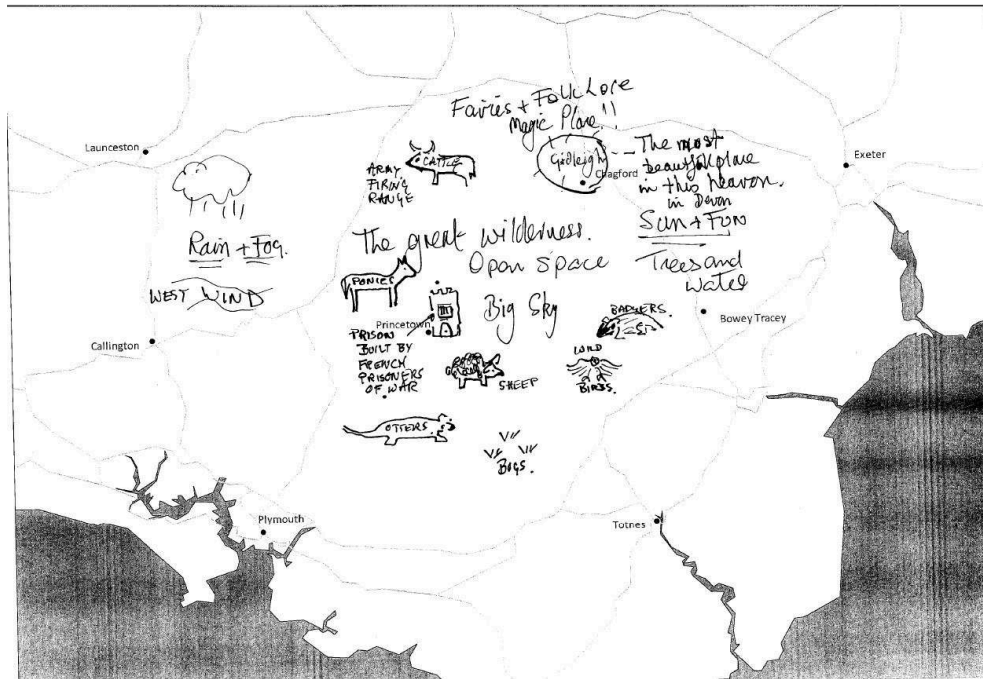 Fairies + Folk Lore
Magic Place!!
Launceston
CATTLE
ARMY
FIRING
RANGE
Gidleigh
Chagford
The most
beautiful place
in this heaven.
in Devon
Sun + Fun
Exeter
Rain + Fog.
WEST WIND
The great wilderness.
Open Space
Trees and
Water
PONIES
Big Sky
BADGERS.
Bowey Tracey
Princetown
PRISON
BUILT BY
FRENCH
PRISONERS
OF WAR
Callington
SHEEP
WILD
BIRDS.
OTTERS
BOGS.
Plymouth
Totnes